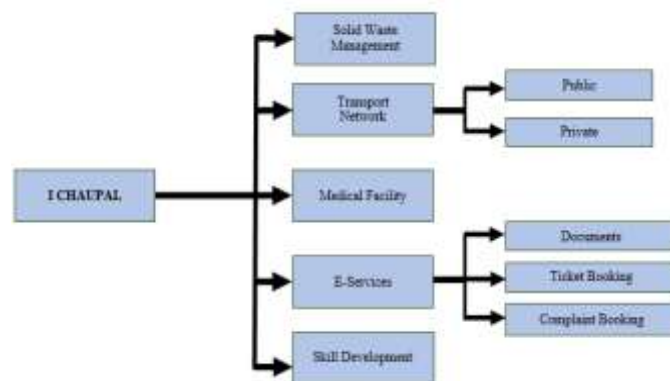 Solid Waste
Management
Transport
Network
Public
Private
I CHAUPAL
Medical Facility
E-Services
Documents
Ticket Booking
Complaint Booking
Skill Development